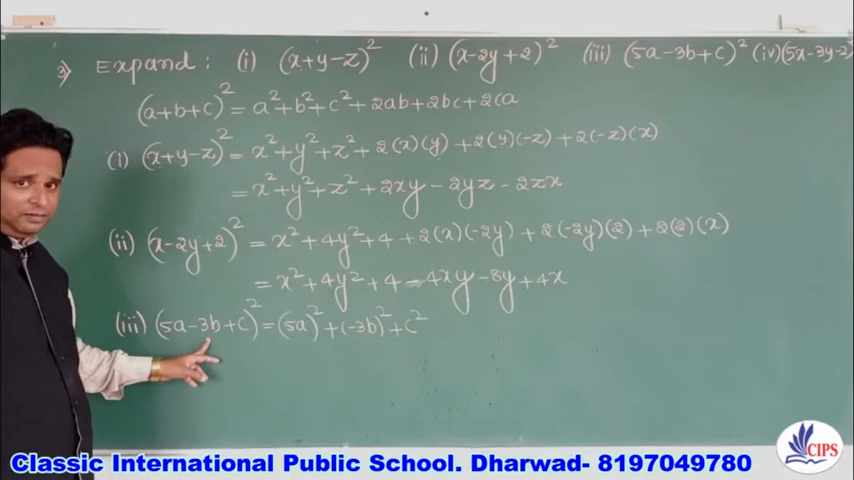 3) Expand : (i) (x+y-z)² (ii) (x-2y+2)² (iii) (5a-3b+c)² (iv) (5x-3y-2)²
(a+b+c)² = a²+b²+c²+2ab+2bc+2ca
(i) (x+y-z)² = x²+y²+z²+2(x)(y)+2(y)(-z)+2(-z)(x)
= x²+y²+z²+2xy-2yz-2zx
(ii) (x-2y+2)² = x²+4y²+4+2(x)(-2y)+2(-2y)(2)+2(2)(x)
= x²+4y²+4-4xy-8y+4x
(iii) (5a-3b+c)² = (5a)²+(-3b)²+c²
CIPS
Classic International Public School. Dharwad- 8197049780